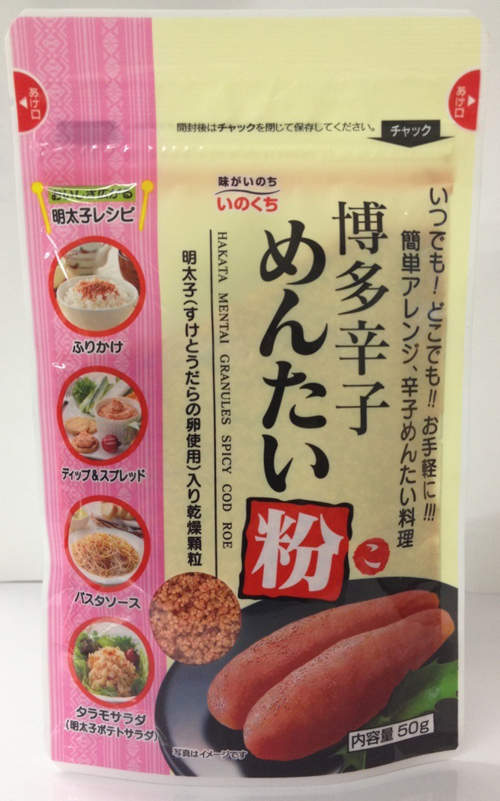 あけ口
あけ口
開封後はチャックを閉じて保存してください。
チャック
味がいのち
いのくち
いつでも！どこでも!!お手軽に!!!
簡単アレンジ、辛子めんたい料理
博多辛子
めんたい
粉
こ
HAKATA MENTAI GRANULES SPICY COD ROE
明太子(すけとうだらの卵使用)入り乾燥顆粒
おいしさ広がる
明太子レシピ
ふりかけ
ディップ&スプレッド
パスタソース
タラモサラダ
(明太子ポテトサラダ)
写真はイメージです
内容量 50g